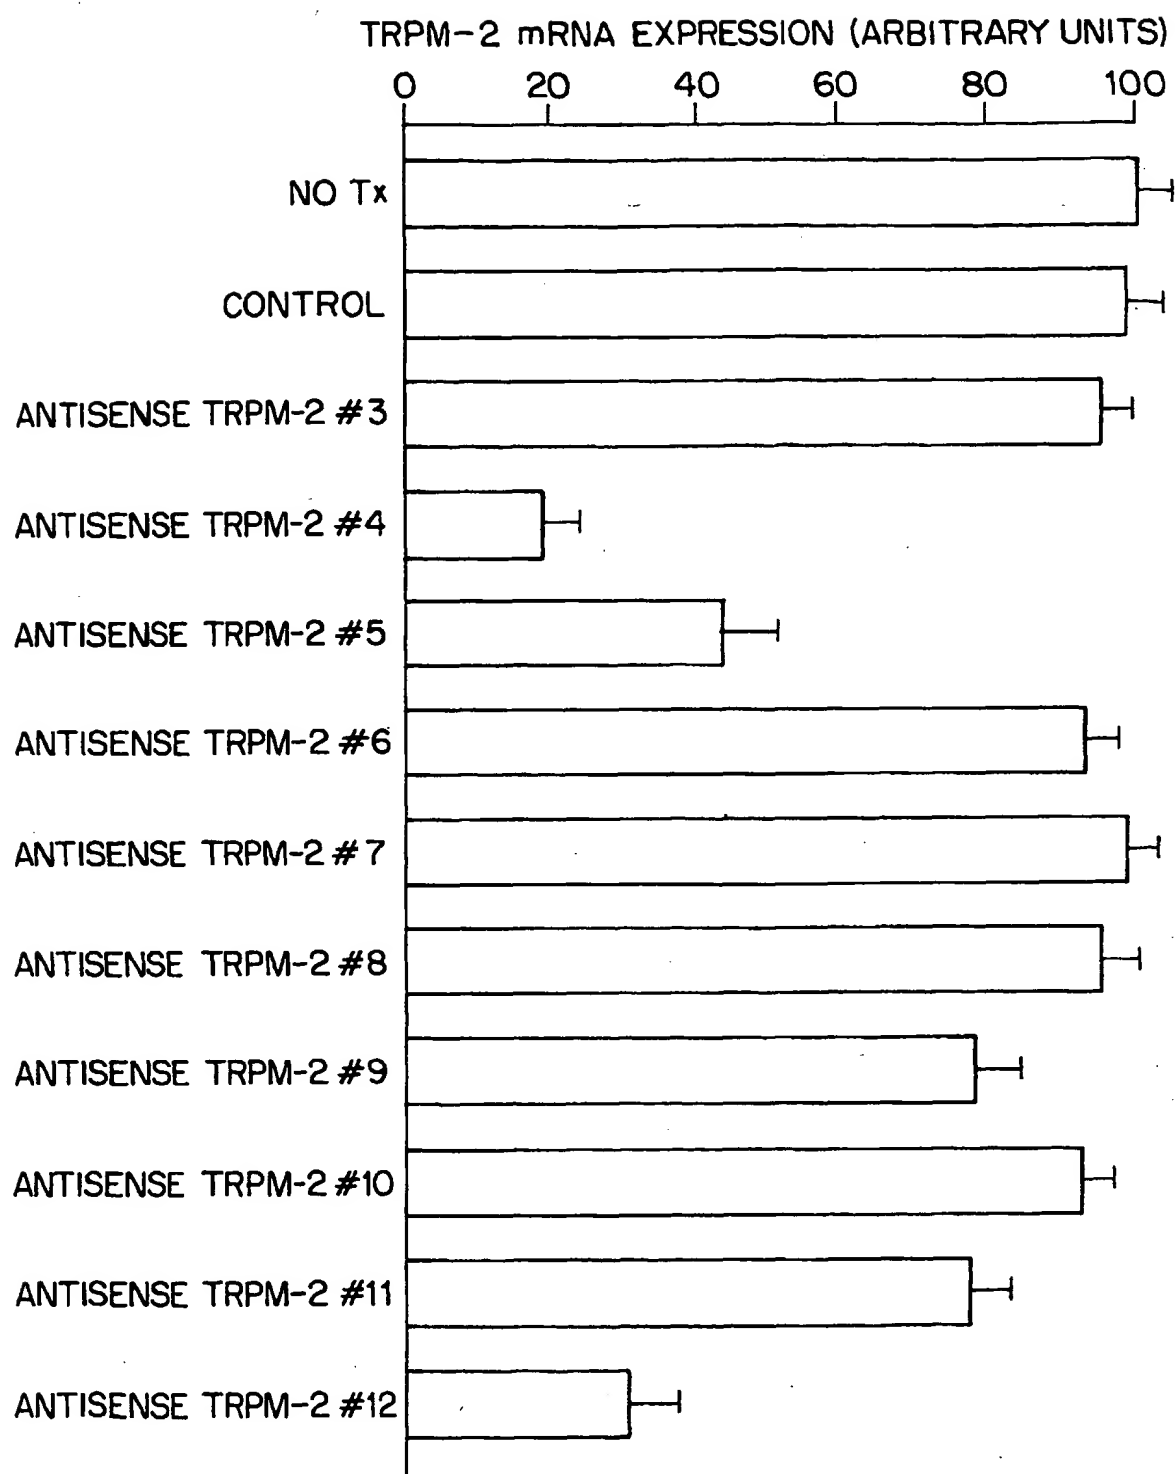 TRPM-2 mRNA EXPRESSION (ARBITRARY UNITS)
0 20 40 60 80 100
NO Tx
CONTROL
ANTISENSE TRPM-2 #3
ANTISENSE TRPM-2 #4
ANTISENSE TRPM-2 #5
ANTISENSE TRPM-2 #6
ANTISENSE TRPM-2 #7
ANTISENSE TRPM-2 #8
ANTISENSE TRPM-2 #9
ANTISENSE TRPM-2 #10
ANTISENSE TRPM-2 #11
ANTISENSE TRPM-2 #12